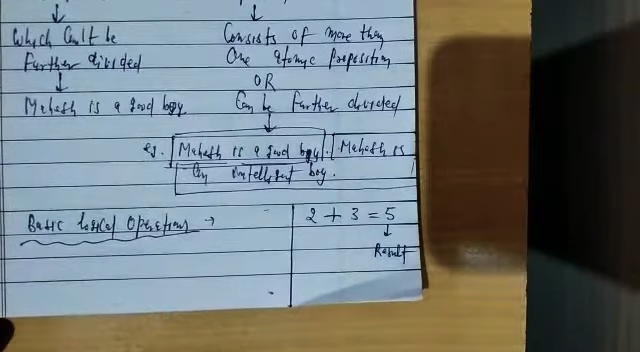 Which Can't be
Further divided
Mahesh is a good boy
Consists of more than
One atomic proposition
OR
Can be further divided
eg. Mahesh is a good boy. Mahesh is
an intelligent boy.
Basic logical Operations →
2 + 3 = 5
Result